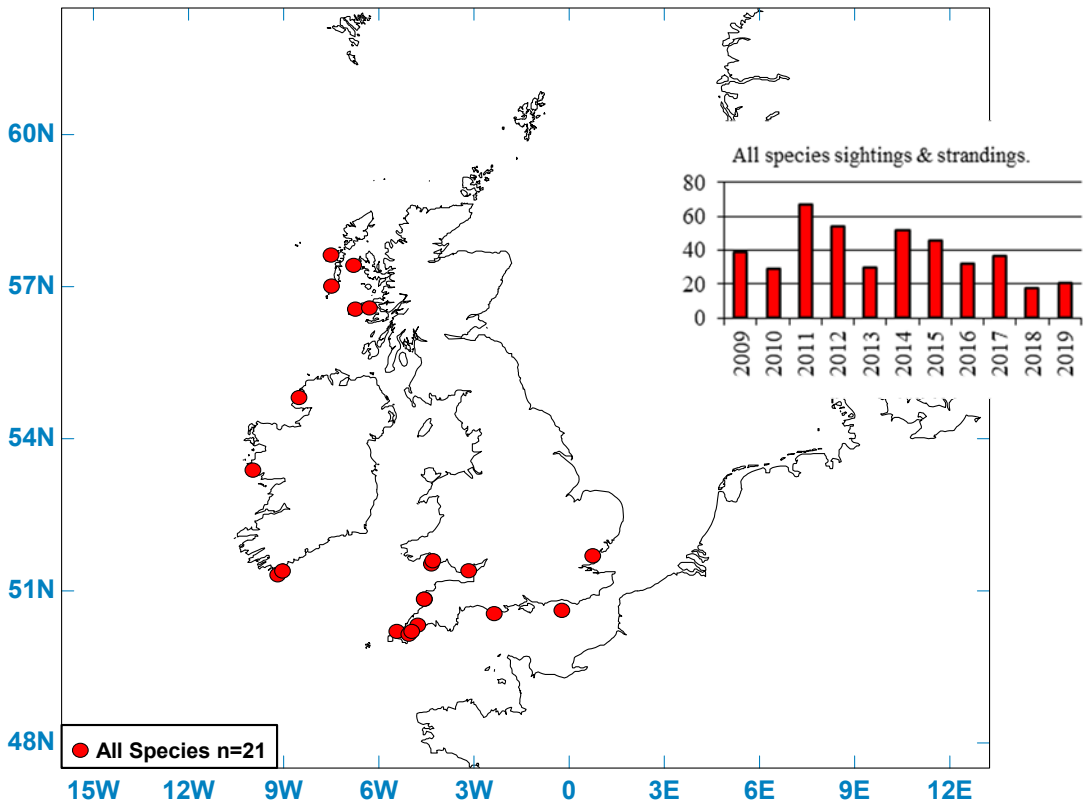 60N
57N
54N
51N
48N
All species sightings & strandings.
80
60
40
20
0
2009 2010 2011 2012 2013 2014 2015 2016 2017 2018 2019
All Species n=21
15W 12W 9W 6W 3W 0 3E 6E 9E 12E